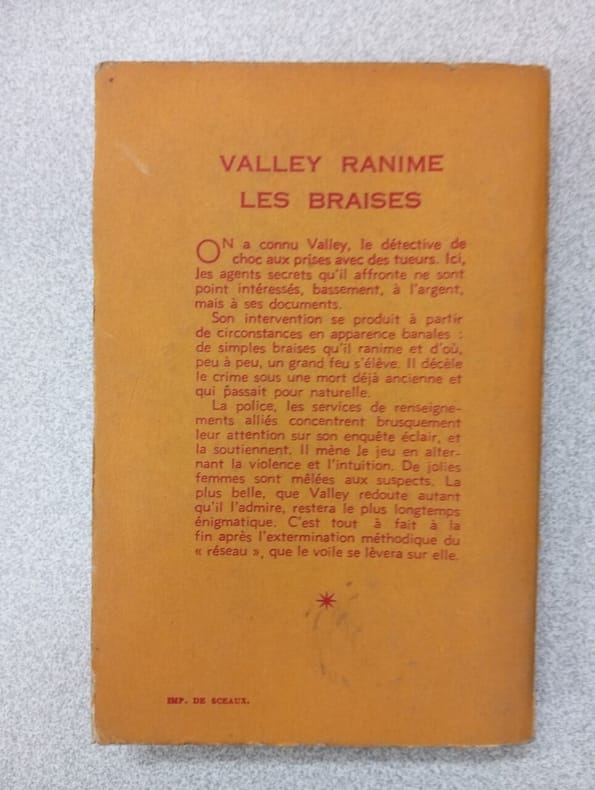 VALLEY RANIME
LES BRAISES
ON a connu Valley, le détective de
choc aux prises avec des tueurs. Ici,
les agents secrets qu'il affronte ne sont
point intéressés, bassement, à l'argent,
mais à ses documents.
Son intervention se produit à partir
de circonstances en apparence banales :
de simples braises qu'il ranime et d'où,
peu à peu, un grand feu s'élève. Il décèle
le crime sous une mort déjà ancienne et
qui passait pour naturelle.
La police, les services de renseigne-
ments alliés concentrent brusquement
leur attention sur son enquête éclair, et
la soutiennent. Il mène le jeu en alter-
nant la violence et l'intuition. De jolies
femmes sont mêlées aux suspects. La
plus belle, que Valley redoute autant
qu'il l'admire, restera le plus longtemps
énigmatique. C'est tout à fait à la
fin après l'extermination méthodique du
« réseau », que le voile se lèvera sur elle.
IMP. DE SCEAUX.